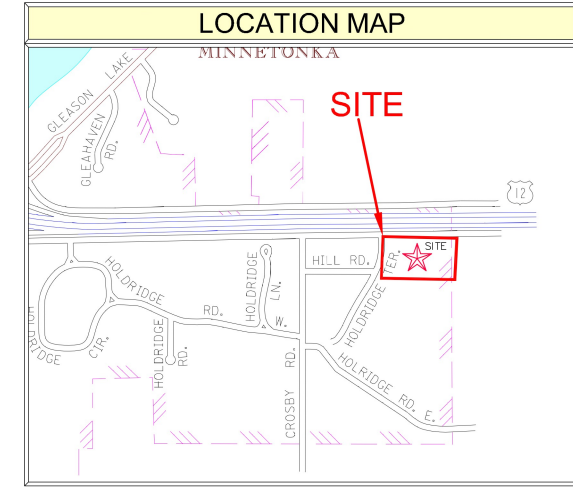 LOCATION MAP
MINNETONKA
GLEASON LAKE
GLEAHAVEN RD.
SITE
12
SITE
HILL RD.
HOLDRIDGE TER.
HOLDRIDGE RD. W.
HOLDRIDGE LN.
HOLDRIDGE CIR.
HOLDRIDGE RD.
CROSBY RD.
HOLRIDGE RD. E.